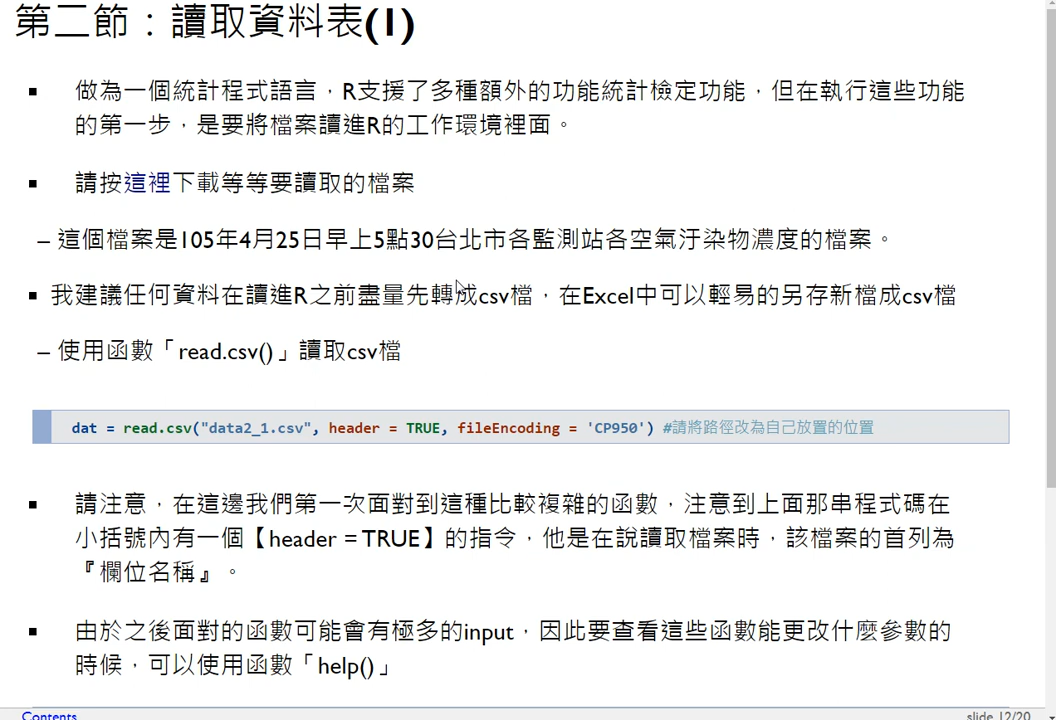 第二節：讀取資料表(1)
▪ 做為一個統計程式語言，R支援了多種額外的功能統計檢定功能，但在執行這些功能
的第一步，是要將檔案讀進R的工作環境裡面。
▪ 請按這裡下載等等要讀取的檔案
– 這個檔案是105年4月25日早上5點30台北市各監測站各空氣汙染物濃度的檔案。
▪ 我建議任何資料在讀進R之前盡量先轉成csv檔，在Excel中可以輕易的另存新檔成csv檔
– 使用函數「read.csv()」讀取csv檔
dat = read.csv("data2_1.csv", header = TRUE, fileEncoding = 'CP950') #請將路徑改為自己放置的位置
▪ 請注意，在這邊我們第一次面對到這種比較複雜的函數，注意到上面那串程式碼在
小括號內有一個【header = TRUE】的指令，他是在說讀取檔案時，該檔案的首列為
『欄位名稱』。
▪ 由於之後面對的函數可能會有極多的input，因此要查看這些函數能更改什麼參數的
時候，可以使用函數「help()」
Contents
slide 12/20